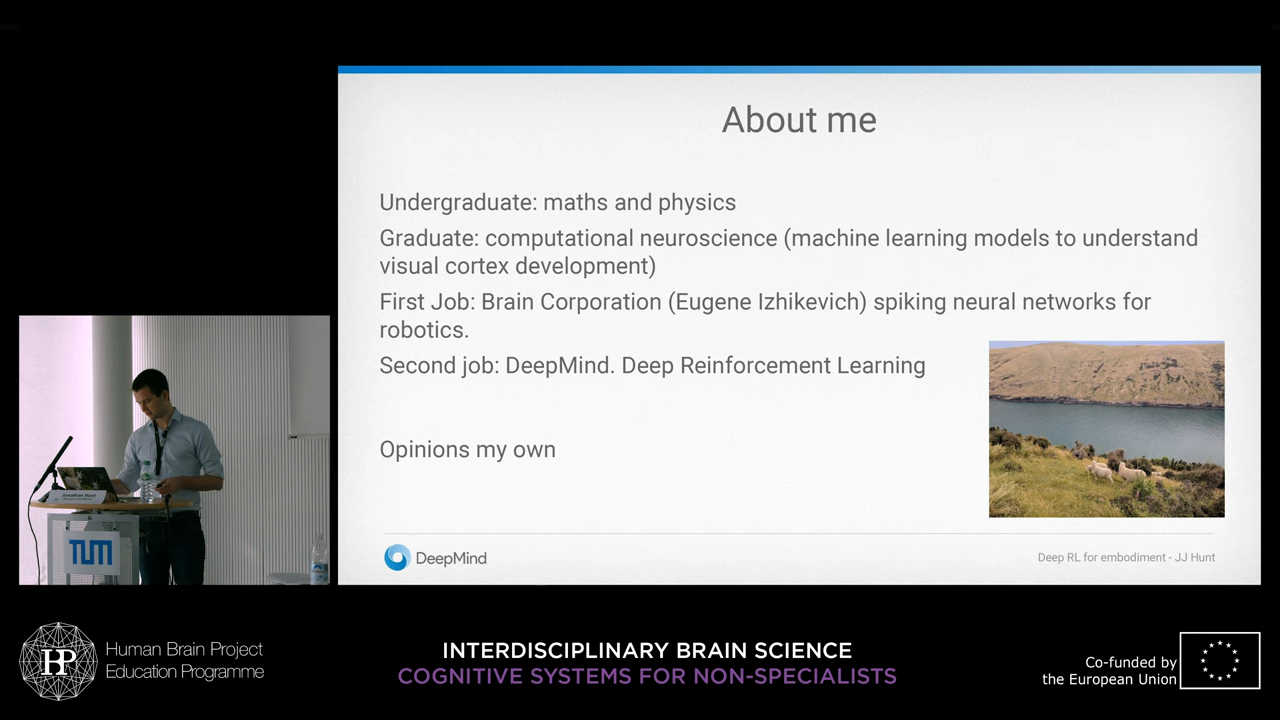 About me
Undergraduate: maths and physics
Graduate: computational neuroscience (machine learning models to understand
visual cortex development)
First Job: Brain Corporation (Eugene Izhikevich) spiking neural networks for
robotics.
Second job: DeepMind. Deep Reinforcement Learning
Opinions my own
DeepMind
Deep RL for embodiment - JJ Hunt
Jonathan Hunt
TUM
HP
Human Brain Project
Education Programme
INTERDISCIPLINARY BRAIN SCIENCE
COGNITIVE SYSTEMS FOR NON-SPECIALISTS
Co-funded by
the European Union